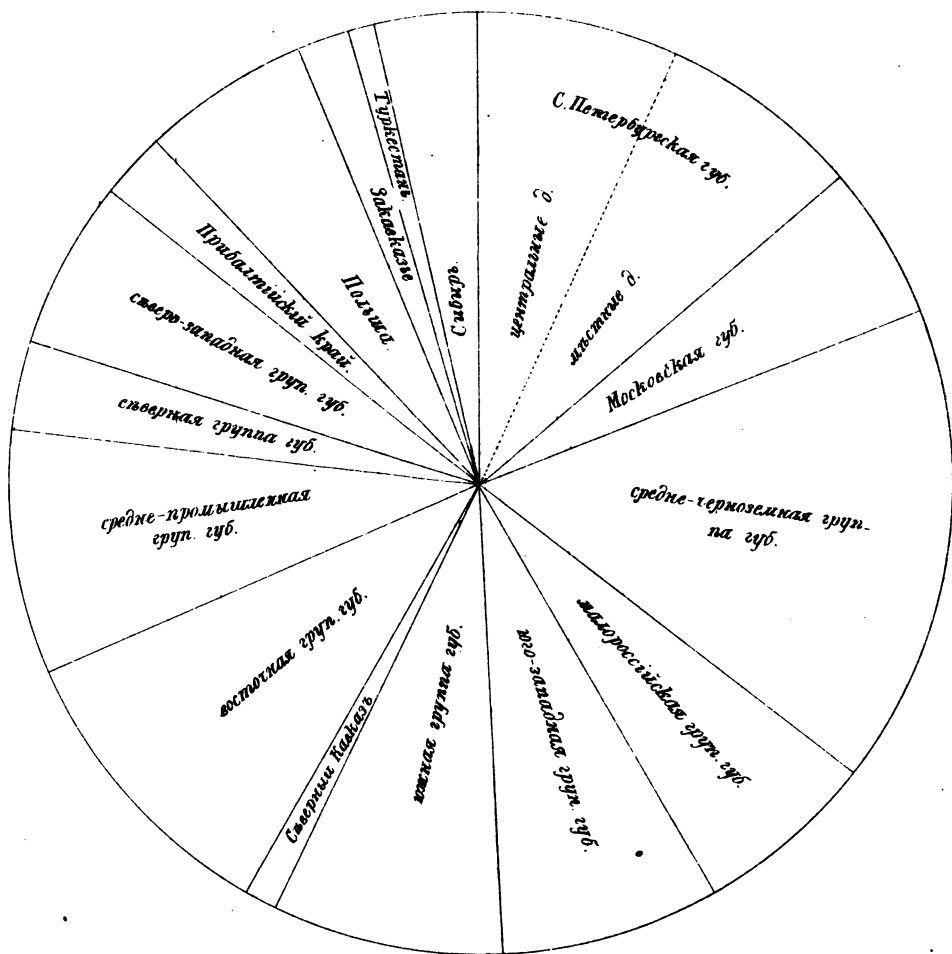 С. Петербургская губ.
центральные д.
мѣстные д.
Московская губ.
средне-черноземная груп-
па губ.
малороссійская груп. губ.
юго-западная груп. губ.
южная группа губ.
Сѣверный Кавказъ
восточная груп. губ.
средне-промышленная
груп. губ.
сѣверная группа губ.
сѣверо-западная груп. губ.
Прибалтійскій край.
Польша.
Закавказье
Туркестанъ.
Сибирь.